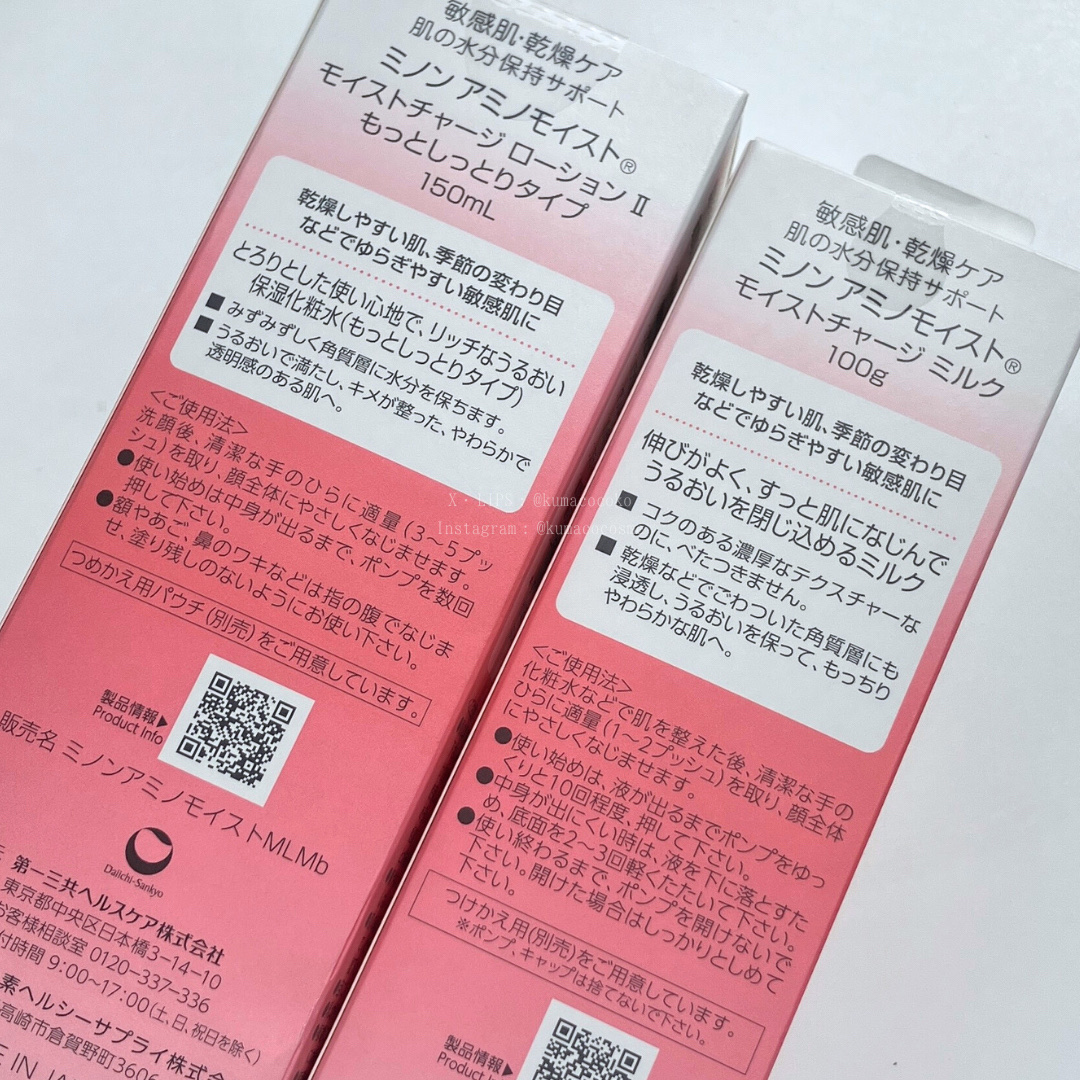 敏感肌・乾燥ケア
肌の水分保持サポート
ミノン アミノモイスト®
モイストチャージ ローション Ⅱ
もっとしっとりタイプ
150mL
乾燥しやすい肌、季節の変わり目
などでゆらぎやすい敏感肌に
とろりとした使い心地で、リッチなうるおい
保湿化粧水(もっとしっとりタイプ)
■ みずみずしく角質層に水分を保ちます。
■ うるおいで満たし、キメが整った、やわらかで
透明感のある肌へ。
<ご使用法>
洗顔後、清潔な手のひらに適量(3〜5プッ
シュ)を取り、顔全体にやさしくなじませます。
●使い始めは中身が出るまで、ポンプを数回
押して下さい。
●額やあご、鼻のワキなどは指の腹でなじま
せ、塗り残しのないようにお使い下さい。
つめかえ用パウチ(別売)をご用意しています。
製品情報▶
Product Info
販売名 ミノンアミノモイストMLMb
Daiichi-Sankyo
第一三共ヘルスケア株式会社
東京都中央区日本橋3-14-10
お客様相談室 0120-337-336
付時間 9:00〜17:00(土、日、祝日を除く)
素ヘルシーサプライ株式会
高崎市倉賀野町3606
敏感肌・乾燥ケア
肌の水分保持サポート
ミノン アミノモイスト®
モイストチャージ ミルク
100g
乾燥しやすい肌、季節の変わり目
などでゆらぎやすい敏感肌に
伸びがよく、すっと肌になじんで
うるおいを閉じ込めるミルク
■ コクのある濃厚なテクスチャーな
のに、べたつきません。
■ 乾燥などでごわついた角質層にも
浸透し、うるおいを保って、もっちり
やわらかな肌へ。
<ご使用法>
化粧水などで肌を整えた後、清潔な手の
ひらに適量(1〜2プッシュ)を取り、顔全体
にやさしくなじませます。
●使い始めは、液が出るまでポンプをゆっ
くりと10回程度、押して下さい。
●中身が出にくい時は、液を下に落とすた
め、底面を2〜3回軽くたたいて下さい。
●使い終わるまで、ポンプを開けないで
下さい。開けた場合はしっかりとしめて
下さい。
つけかえ用(別売)をご用意しています。
※ポンプ、キャップは捨てないで下さい。
製品情報▶
X・LIPS：@kumacocoko